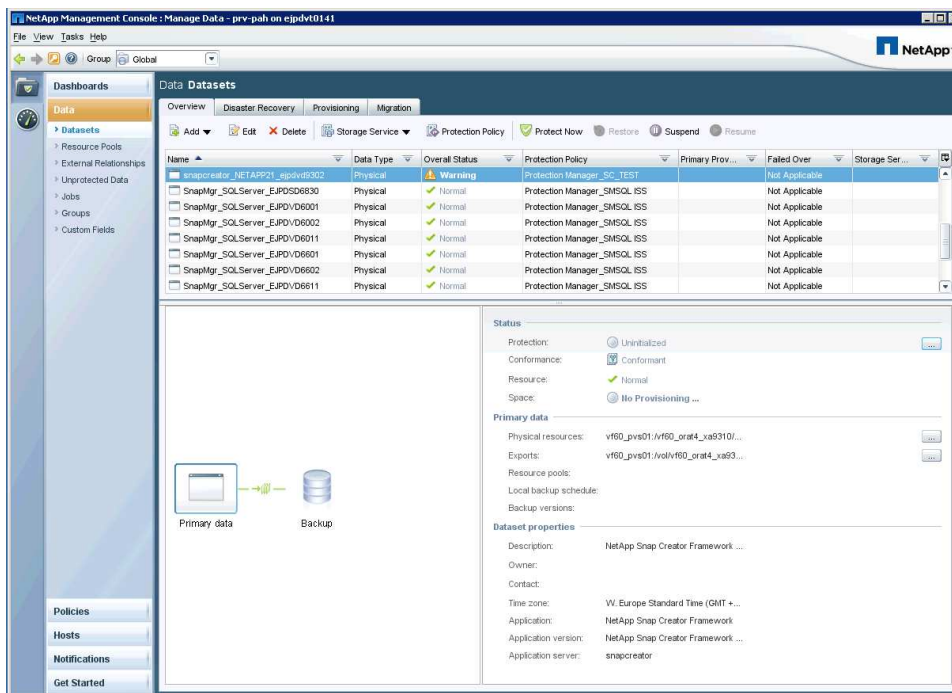 NetApp Management Console : Manage Data - prv-pah on ejpdvt0141
File View Tasks Help
Group Global
NetApp
Dashboards
Data
Datasets
Resource Pools
External Relationships
Unprotected Data
Jobs
Groups
Custom Fields
Policies
Hosts
Notifications
Get Started
Data Datasets
Overview Disaster Recovery Provisioning Migration
Add Edit Delete Storage Service Protection Policy Protect Now Restore Suspend Resume
Name Data Type Overall Status Protection Policy Primary Prov... Failed Over Storage Ser...
snapcreator_NETAPP21_ejpdvd9302 Physical Warning Protection Manager_SC_TEST Not Applicable
SnapMgr_SQLServer_EJPDSD6830 Physical Normal Protection Manager_SMSQL ISS Not Applicable
SnapMgr_SQLServer_EJPDVD6001 Physical Normal Protection Manager_SMSQL ISS Not Applicable
SnapMgr_SQLServer_EJPDVD6002 Physical Normal Protection Manager_SMSQL ISS Not Applicable
SnapMgr_SQLServer_EJPDVD6011 Physical Normal Protection Manager_SMSQL ISS Not Applicable
SnapMgr_SQLServer_EJPDVD6601 Physical Normal Protection Manager_SMSQL ISS Not Applicable
SnapMgr_SQLServer_EJPDVD6602 Physical Normal Protection Manager_SMSQL ISS Not Applicable
SnapMgr_SQLServer_EJPDVD6611 Physical Normal Protection Manager_SMSQL ISS Not Applicable
Primary data
Backup
Status
Protection: Uninitialized ...
Conformance: Conformant
Resource: Normal
Space: No Provisioning ...
Primary data
Physical resources: vf60_pvs01:/vf60_orat4_xa9310/... ...
Exports: vf60_pvs01:/vol/vf60_orat4_xa93... ...
Resource pools:
Local backup schedule:
Backup versions:
Dataset properties
Description: NetApp Snap Creator Framework ...
Owner:
Contact:
Time zone: W. Europe Standard Time (GMT +...
Application: NetApp Snap Creator Framework
Application version: NetApp Snap Creator Framework ...
Application server: snapcreator